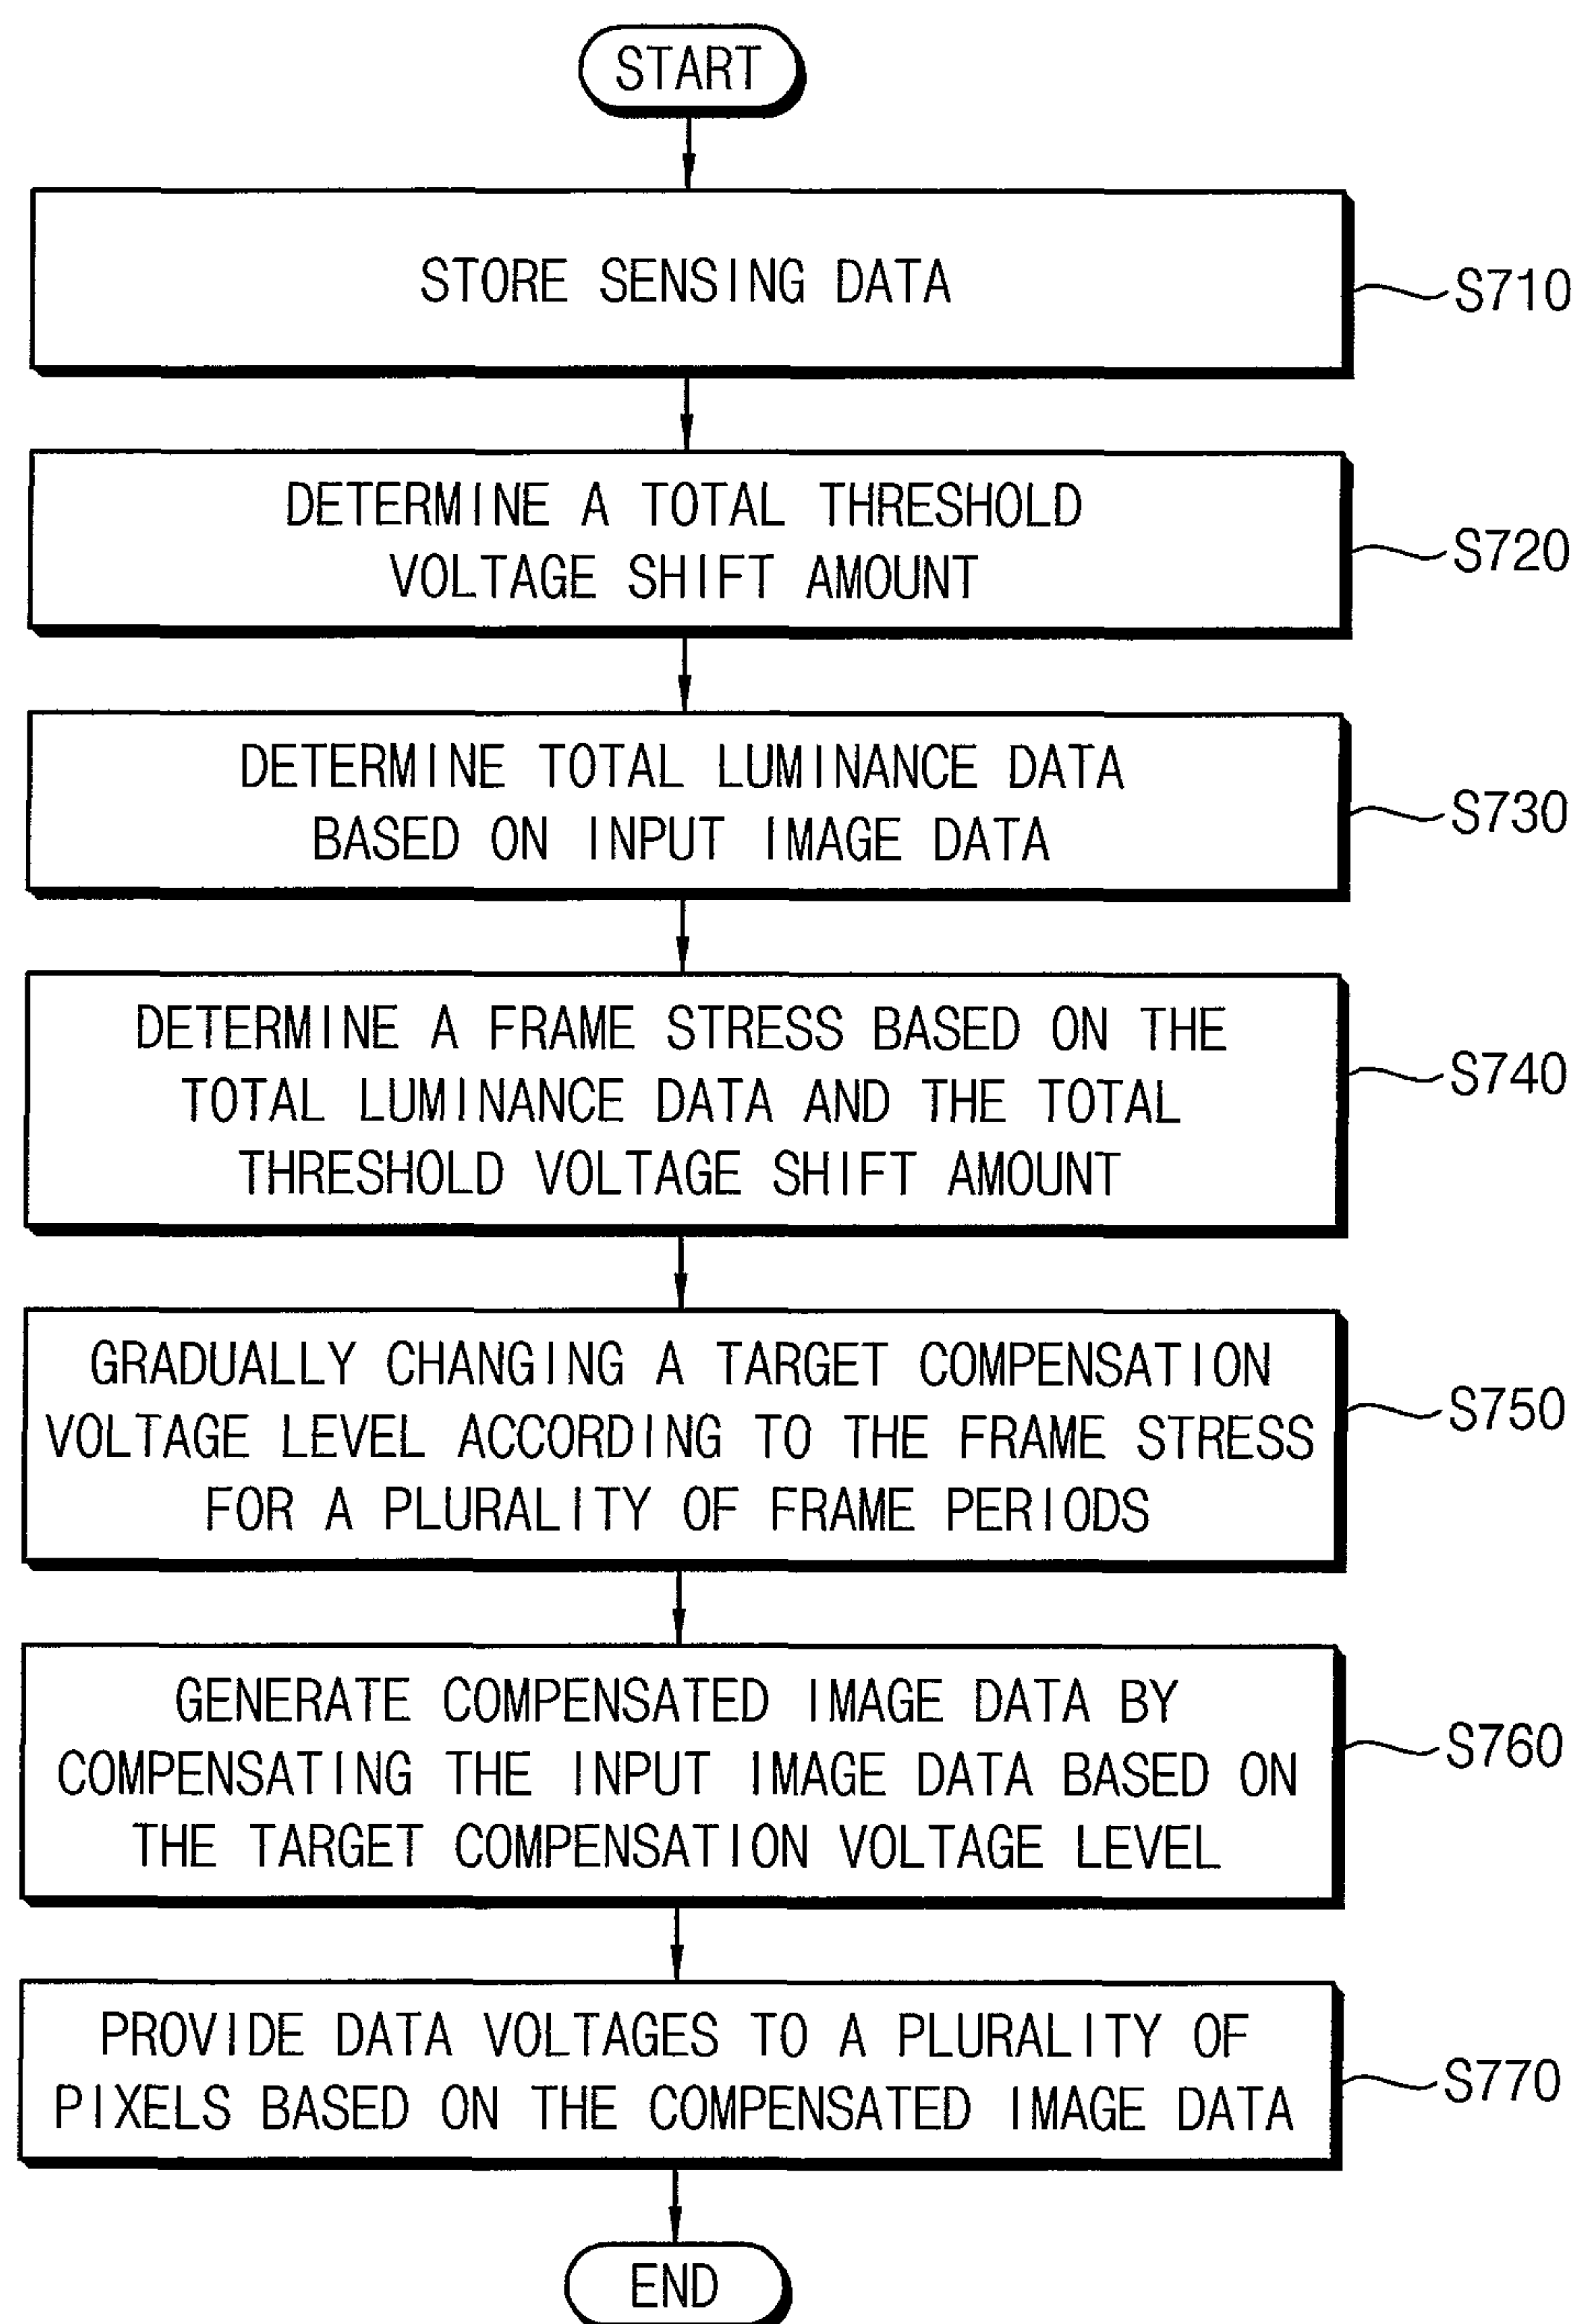 START
STORE SENSING DATA
S710
DETERMINE A TOTAL THRESHOLD
VOLTAGE SHIFT AMOUNT
S720
DETERMINE TOTAL LUMINANCE DATA
BASED ON INPUT IMAGE DATA
S730
DETERMINE A FRAME STRESS BASED ON THE
TOTAL LUMINANCE DATA AND THE TOTAL
THRESHOLD VOLTAGE SHIFT AMOUNT
S740
GRADUALLY CHANGING A TARGET COMPENSATION
VOLTAGE LEVEL ACCORDING TO THE FRAME STRESS
FOR A PLURALITY OF FRAME PERIODS
S750
GENERATE COMPENSATED IMAGE DATA BY
COMPENSATING THE INPUT IMAGE DATA BASED ON
THE TARGET COMPENSATION VOLTAGE LEVEL
S760
PROVIDE DATA VOLTAGES TO A PLURALITY OF
PIXELS BASED ON THE COMPENSATED IMAGE DATA
S770
END